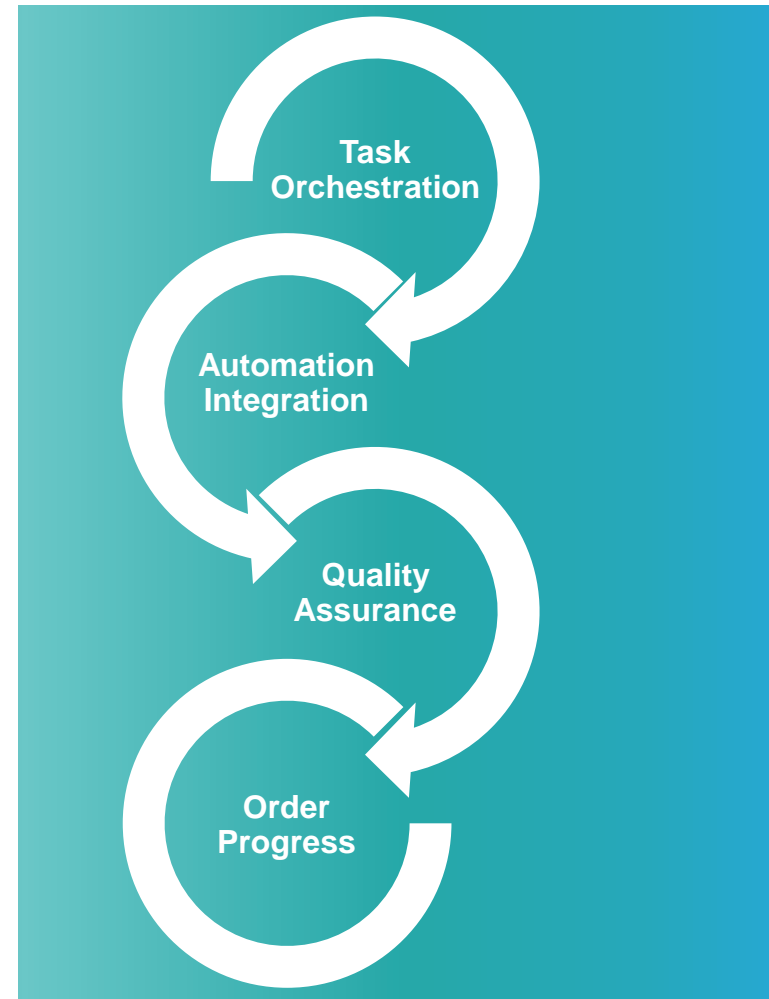 Task
Orchestration
Automation
Integration
Quality
Assurance
Order
Progress